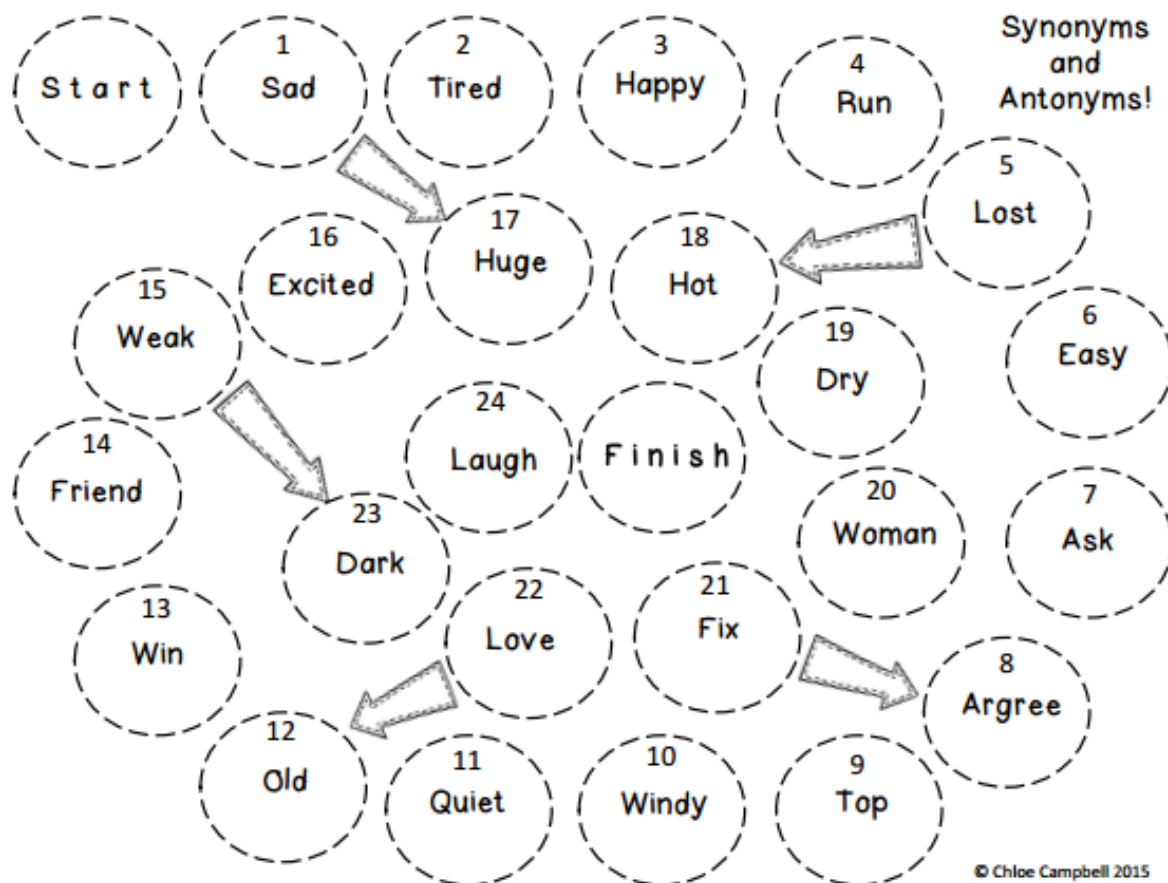 Start
1
Sad
2
Tired
3
Happy
4
Run
Synonyms
and
Antonyms!
5
Lost
6
Easy
7
Ask
8
Argree
9
Top
10
Windy
11
Quiet
12
Old
13
Win
14
Friend
15
Weak
16
Excited
17
Huge
18
Hot
19
Dry
20
Woman
21
Fix
22
Love
23
Dark
24
Laugh
Finish
© Chloe Campbell 2015